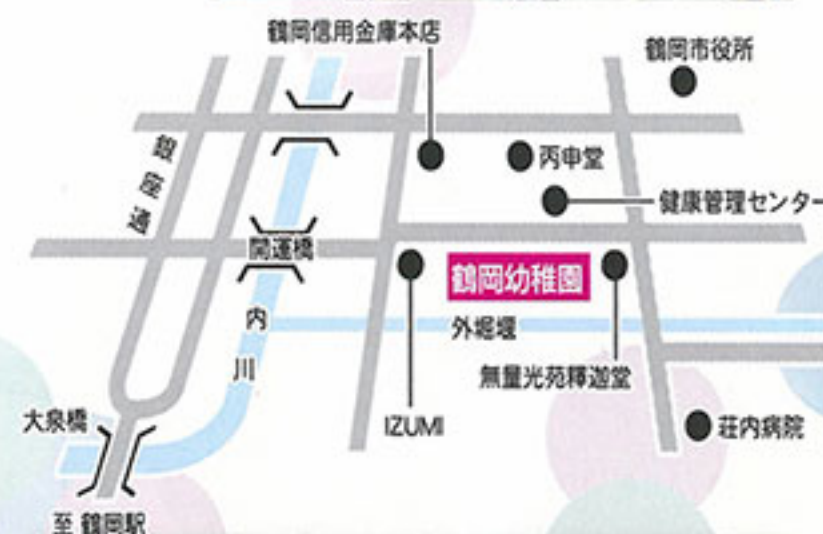 鶴岡信用金庫本店
鶴岡市役所
銀座通
丙申堂
健康管理センター
開運橋
鶴岡幼稚園
内川
外堀堰
無量光苑釋迦堂
大泉橋
IZUMI
荘内病院
至 鶴岡駅